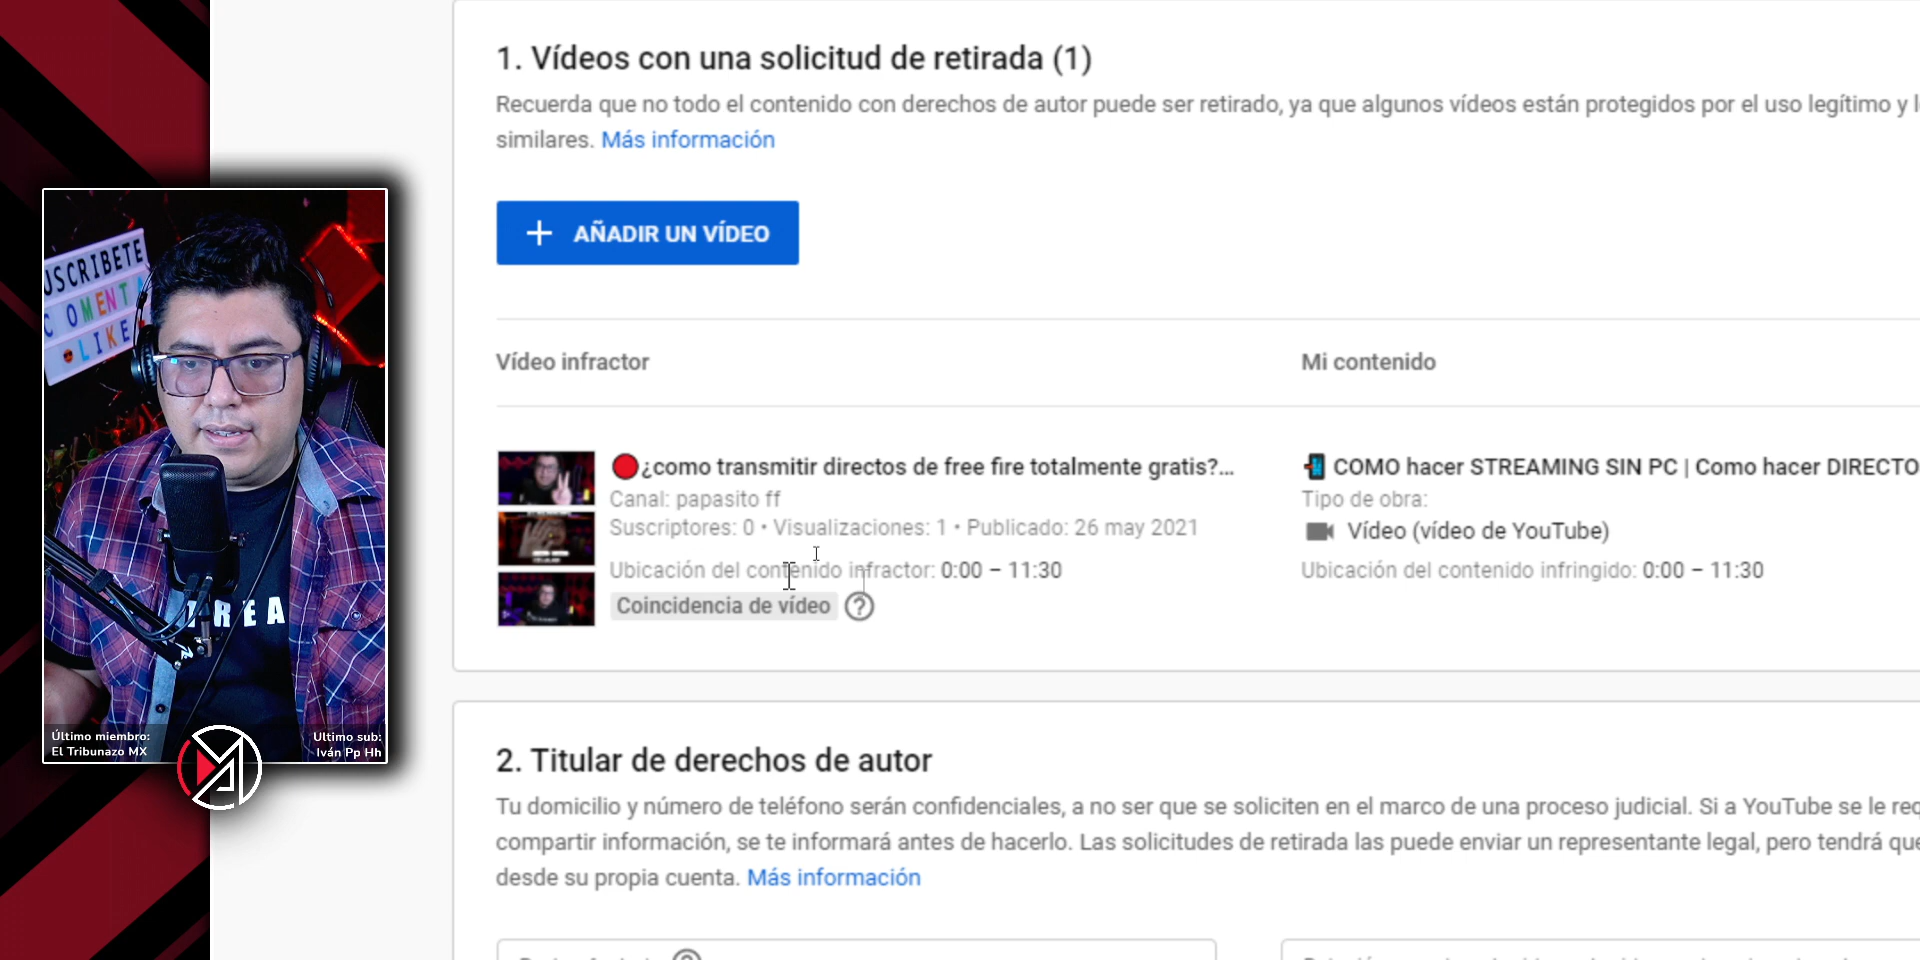 1. Vídeos con una solicitud de retirada (1)
Recuerda que no todo el contenido con derechos de autor puede ser retirado, ya que algunos vídeos están protegidos por el uso legítimo y l
similares. Más información
+ AÑADIR UN VÍDEO
Vídeo infractor
Mi contenido
🔴¿como transmitir directos de free fire totalmente gratis?...
Canal: papasito ff
Suscriptores: 0 • Visualizaciones: 1 • Publicado: 26 may 2021
Ubicación del contenido infractor: 0:00 – 11:30
Coincidencia de vídeo ?
📲 COMO hacer STREAMING SIN PC | Como hacer DIRECTO
Tipo de obra:
Vídeo (vídeo de YouTube)
Ubicación del contenido infringido: 0:00 – 11:30
2. Titular de derechos de autor
Tu domicilio y número de teléfono serán confidenciales, a no ser que se soliciten en el marco de una proceso judicial. Si a YouTube se le req
compartir información, se te informará antes de hacerlo. Las solicitudes de retirada las puede enviar un representante legal, pero tendrá que
desde su propia cuenta. Más información
USCRIBETE
COMENTA
LIKE
REA
Último miembro:
El Tribunazo MX
Ultimo sub:
Iván Pp Hh